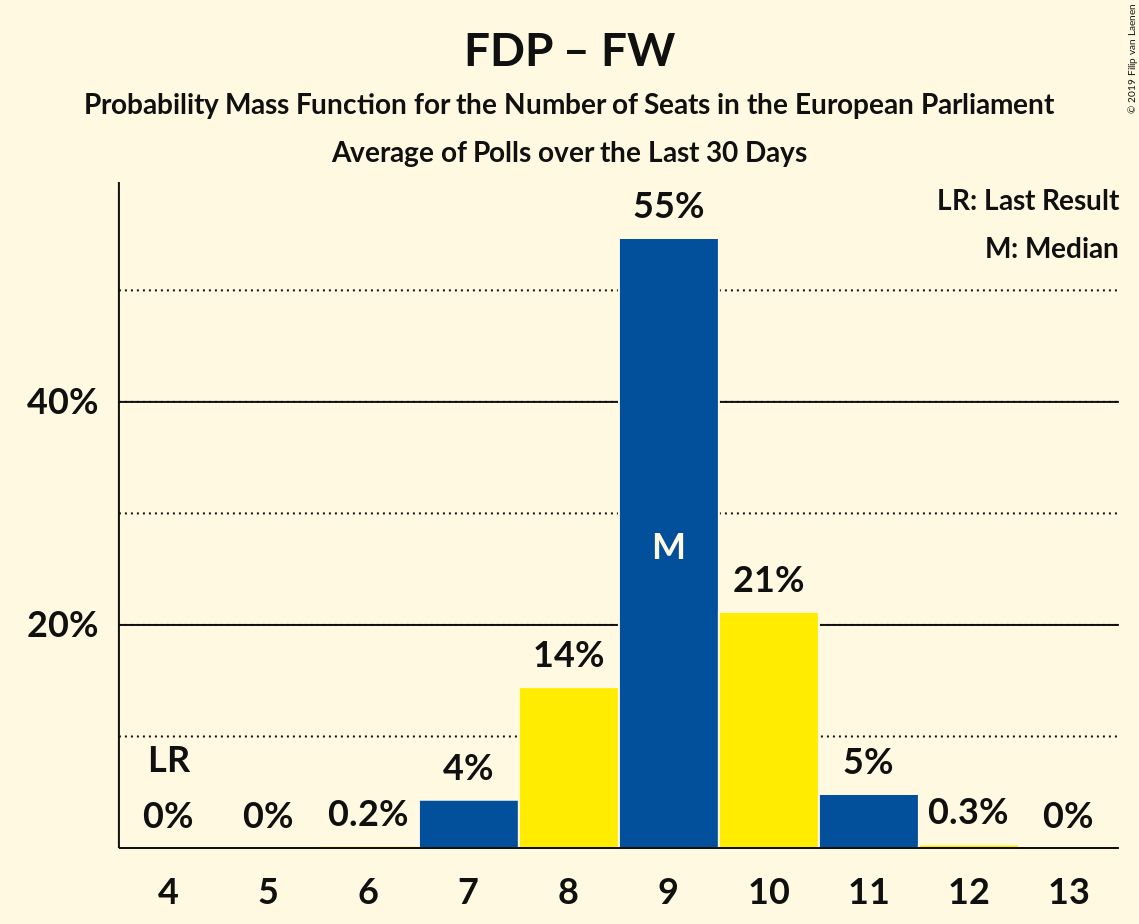 FDP – FW
Probability Mass Function for the Number of Seats in the European Parliament
Average of Polls over the Last 30 Days
© 2019 Filip van Laenen
LR: Last Result
M: Median
55%
40%
M
21%
20%
14%
LR
4%
5%
0%
0%
0.2%
0.3%
0%
4 5 6 7 8 9 10 11 12 13